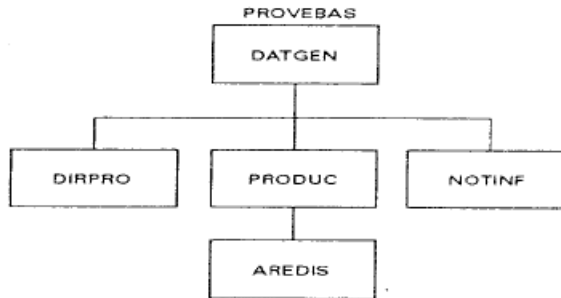 PROVEBAS
DATGEN
DIRPRO PRODUC NOTINF
AREDIS